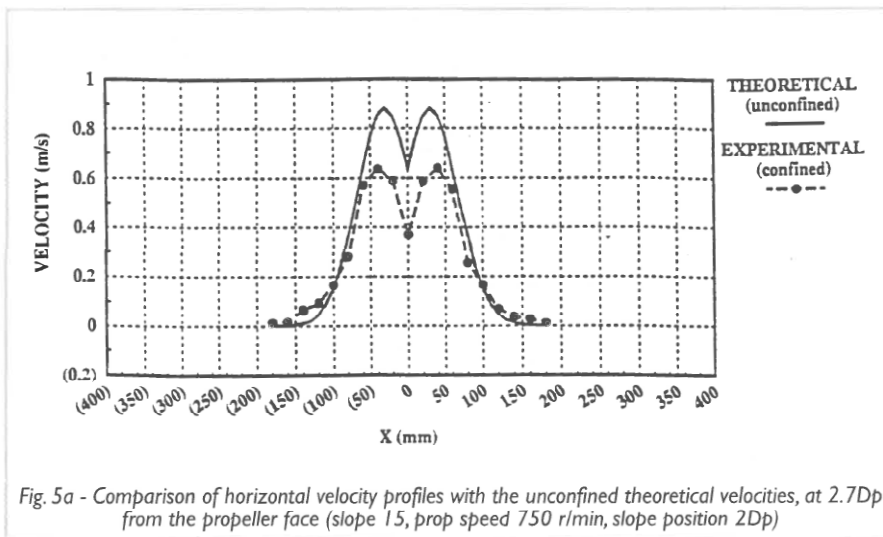 1
0.8
0.6
0.4
0.2
0
(0.2)
VELOCITY (m/s)
(400) (350) (300) (250) (200) (150) (100) (50) 0 50 100 150 200 250 300 350 400
X (mm)
THEORETICAL
(unconfined)
EXPERIMENTAL
(confined)
Fig. 5a - Comparison of horizontal velocity profiles with the unconfined theoretical velocities, at 2.7Dp
from the propeller face (slope 15, prop speed 750 r/min, slope position 2Dp)